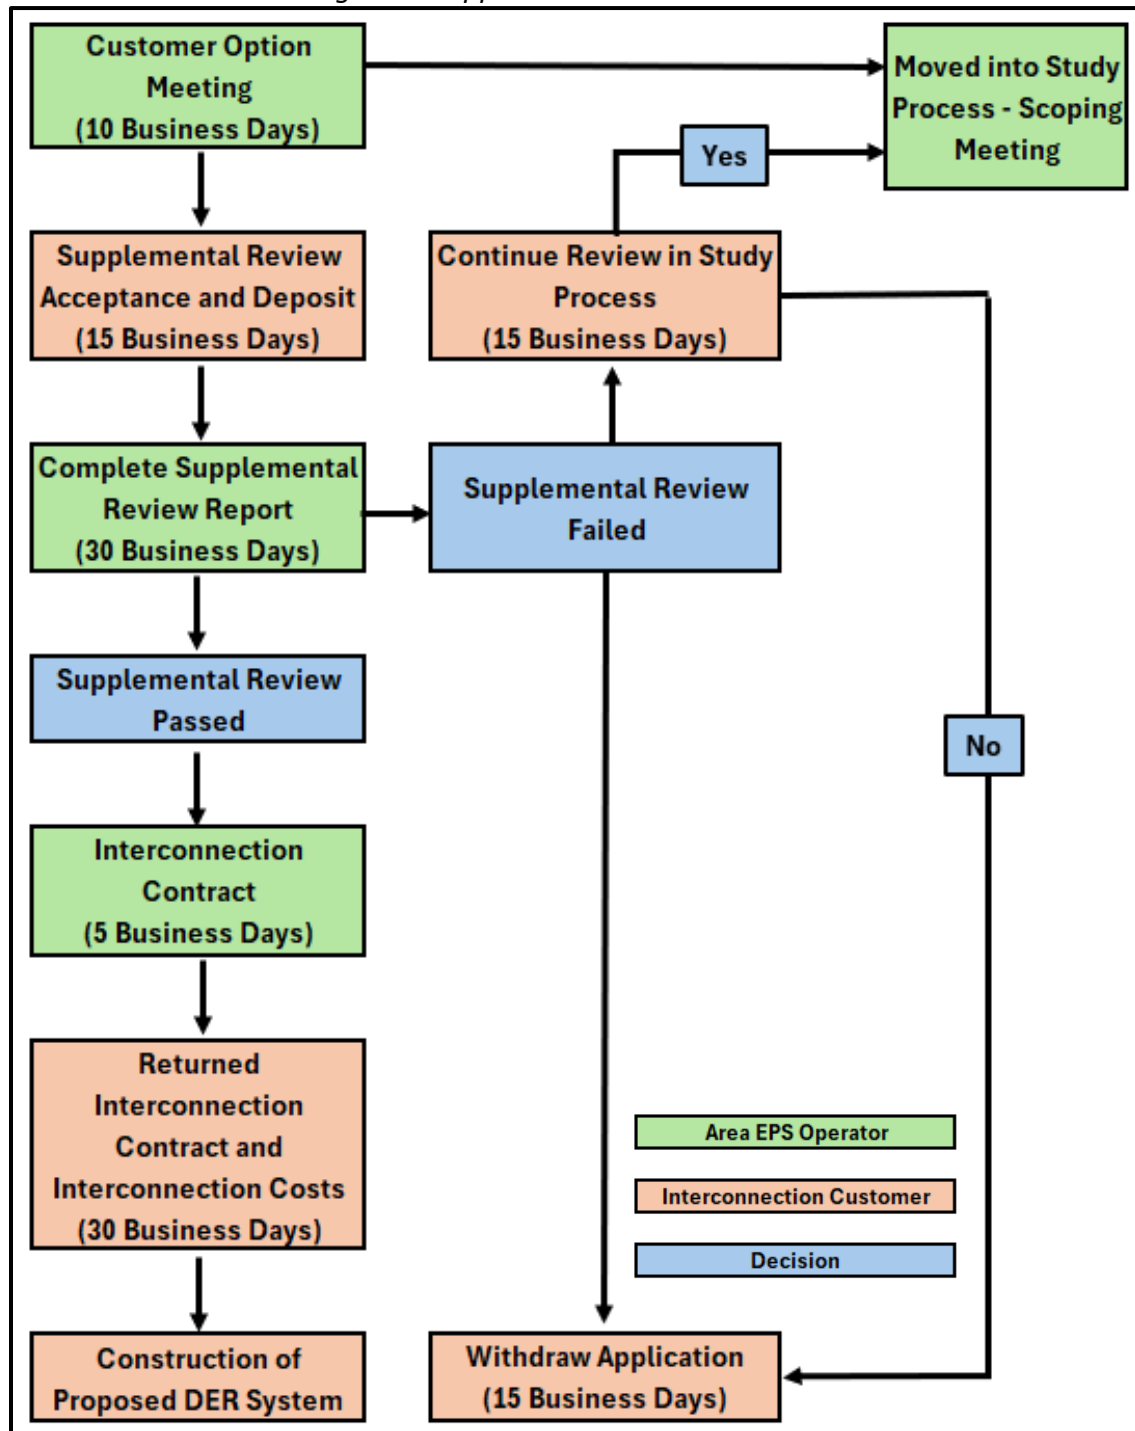 Customer Option
Meeting
(10 Business Days)
Moved into Study
Process - Scoping
Meeting
Yes
Supplemental Review
Acceptance and Deposit
(15 Business Days)
Continue Review in Study
Process
(15 Business Days)
Complete Supplemental
Review Report
(30 Business Days)
Supplemental Review
Failed
Supplemental Review
Passed
No
Interconnection
Contract
(5 Business Days)
Returned
Interconnection
Contract and
Interconnection Costs
(30 Business Days)
Area EPS Operator
Interconnection Customer
Decision
Construction of
Proposed DER System
Withdraw Application
(15 Business Days)